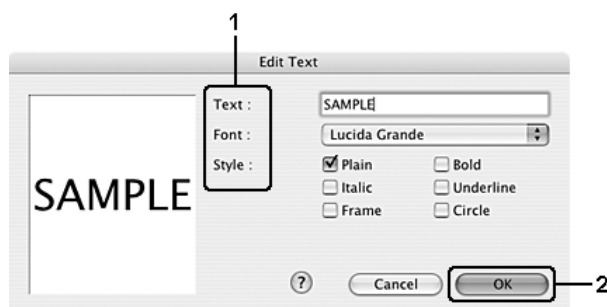 1
Edit Text
Text :
SAMPLE
Font :
Lucida Grande
Style :
Plain
Bold
SAMPLE
Italic
Underline
Frame
Circle
?
Cancel
OK
2